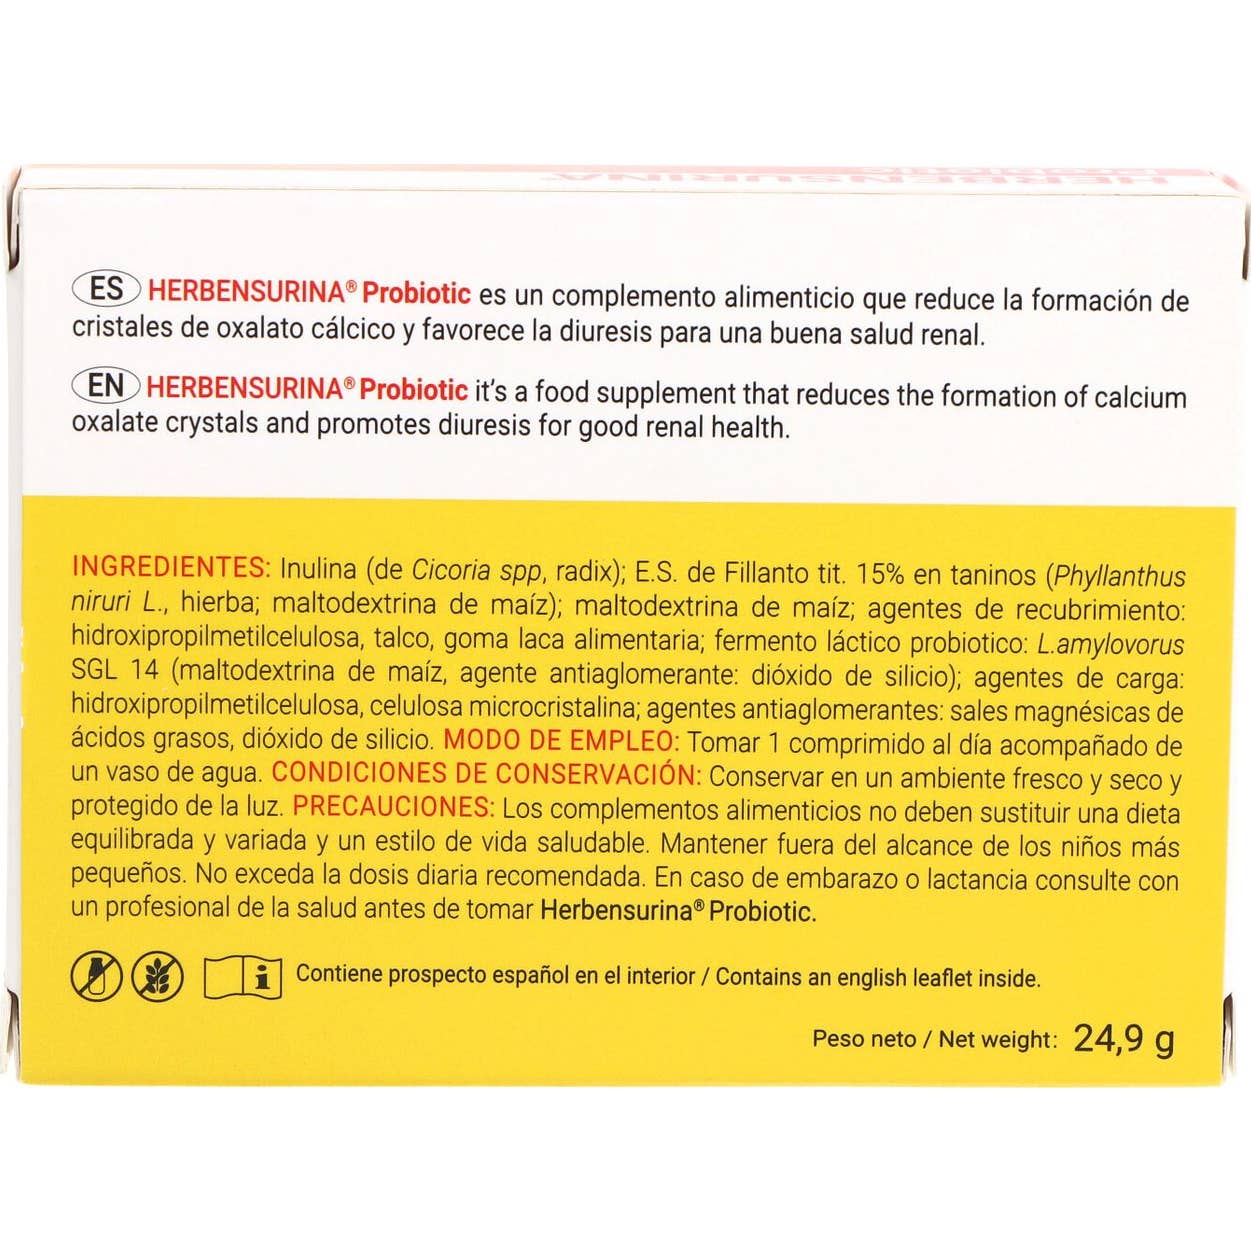 HERBENSURINA®
Probiotic
ES HERBENSURINA® Probiotic es un complemento alimenticio que reduce la formación de
cristales de oxalato cálcico y favorece la diuresis para una buena salud renal.
EN HERBENSURINA® Probiotic it's a food supplement that reduces the formation of calcium
oxalate crystals and promotes diuresis for good renal health.
INGREDIENTES: Inulina (de Cicoria spp, radix); E.S. de Fillanto tit. 15% en taninos (Phyllanthus
niruri L., hierba; maltodextrina de maíz); maltodextrina de maíz; agentes de recubrimiento:
hidroxipropilmetilcelulosa, talco, goma laca alimentaria; fermento láctico probiotico: L.amylovorus
SGL 14 (maltodextrina de maíz, agente antiaglomerante: dióxido de silicio); agentes de carga:
hidroxipropilmetilcelulosa, celulosa microcristalina; agentes antiaglomerantes: sales magnésicas de
ácidos grasos, dióxido de silicio. MODO DE EMPLEO: Tomar 1 comprimido al día acompañado de
un vaso de agua. CONDICIONES DE CONSERVACIÓN: Conservar en un ambiente fresco y seco y
protegido de la luz. PRECAUCIONES: Los complementos alimenticios no deben sustituir una dieta
equilibrada y variada y un estilo de vida saludable. Mantener fuera del alcance de los niños más
pequeños. No exceda la dosis diaria recomendada. En caso de embarazo o lactancia consulte con
un profesional de la salud antes de tomar Herbensurina® Probiotic.
Contiene prospecto español en el interior / Contains an english leaflet inside.
Peso neto / Net weight: 24,9 g